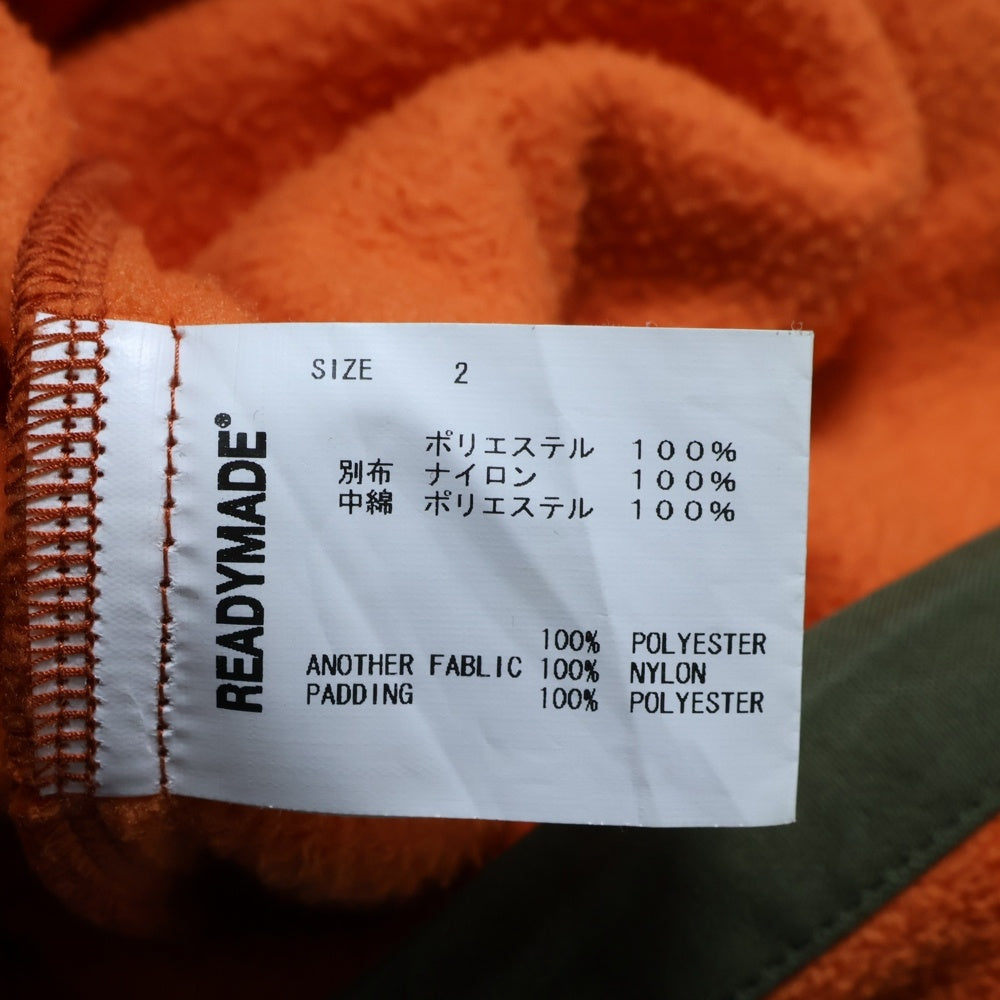 READYMADE®
SIZE 2
ポリエステル 100%
別布 ナイロン 100%
中綿 ポリエステル 100%
100% POLYESTER
ANOTHER FABLIC 100% NYLON
PADDING 100% POLYESTER